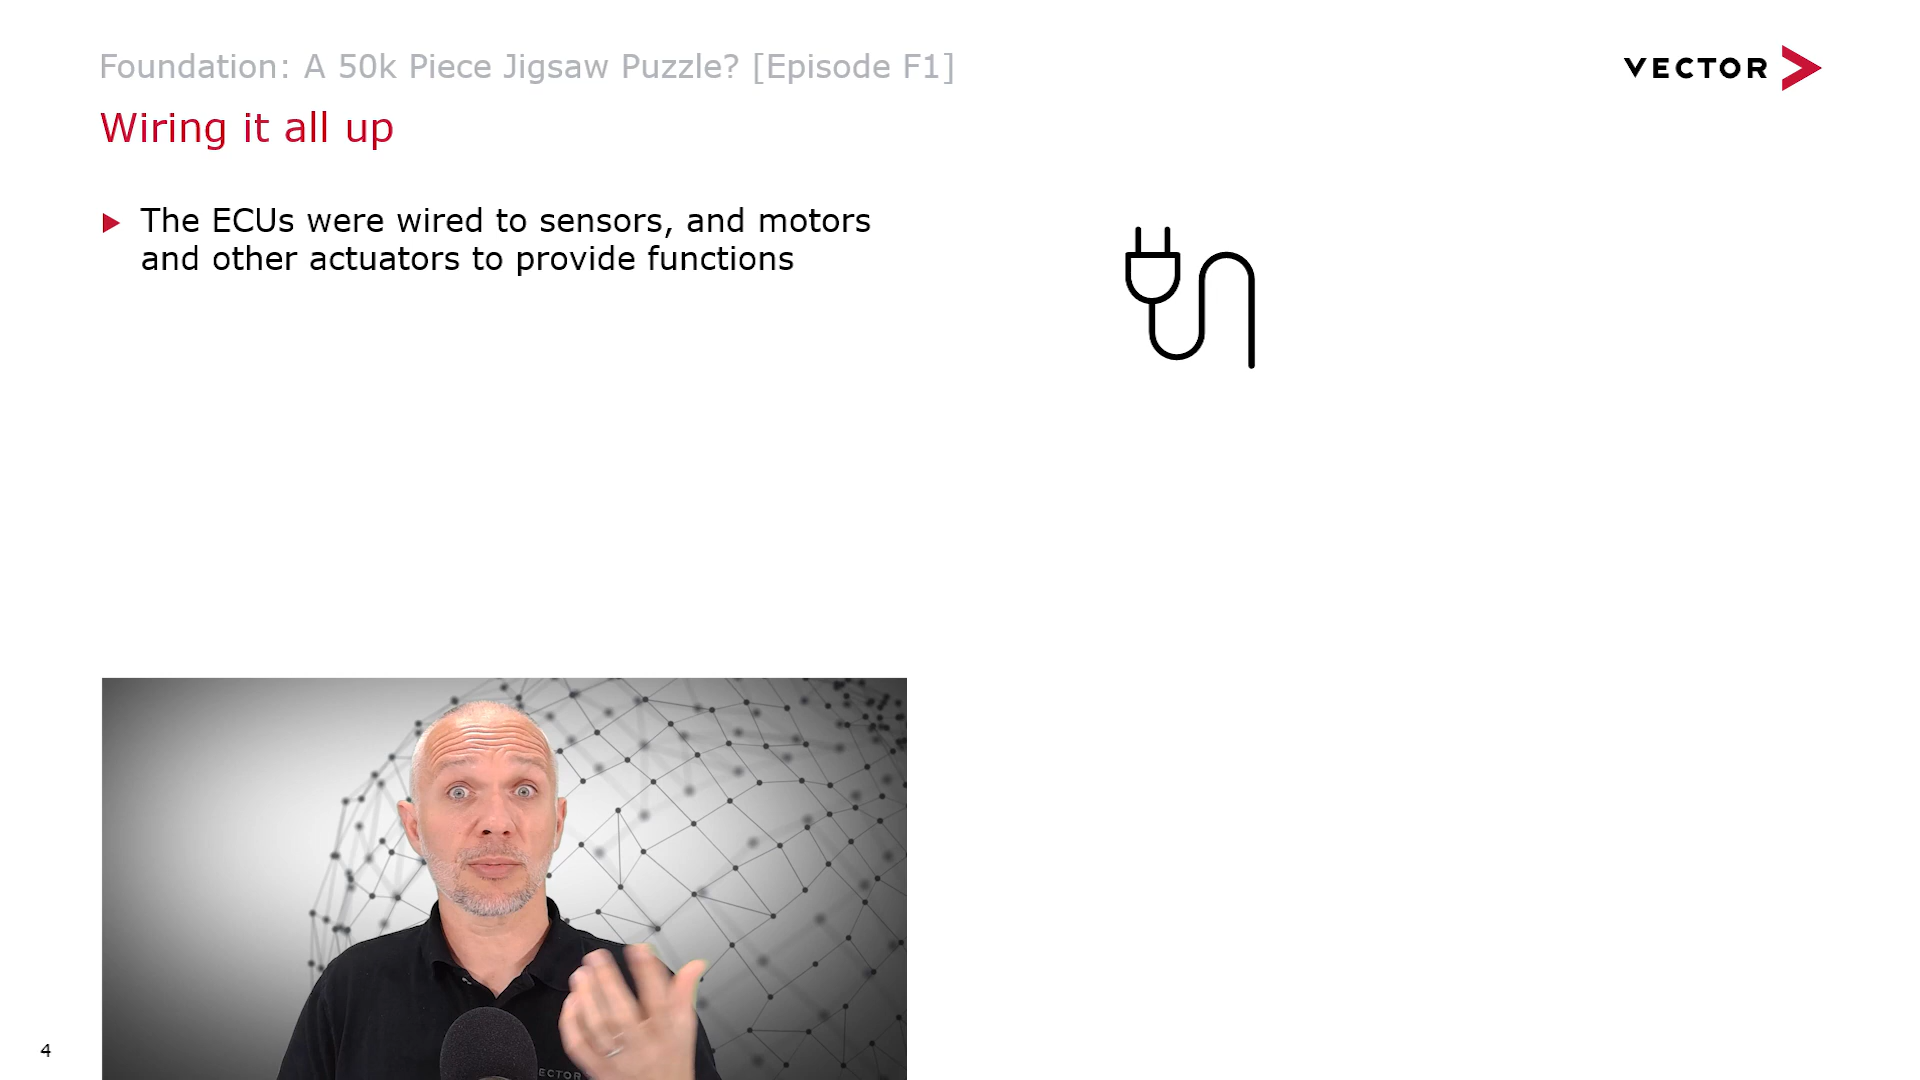 Foundation: A 50k Piece Jigsaw Puzzle? [Episode F1]
VECTOR
Wiring it all up
The ECUs were wired to sensors, and motors
and other actuators to provide functions
ECTOR
4